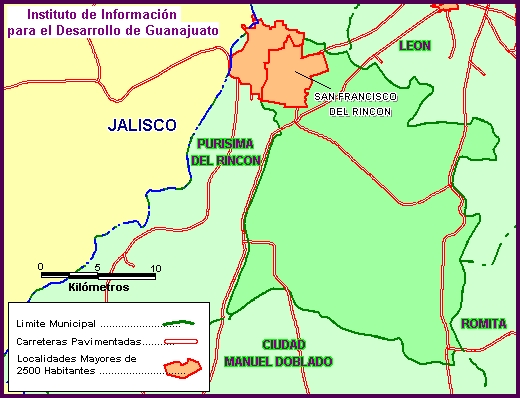 Instituto de Información
para el Desarrollo de Guanajuato
LEON
SAN FRANCISCO
DEL RINCON
JALISCO
PURISIMA
DEL RINCON
0 5 10
Kilómetros
Limite Municipal
Carreteras Pavimentadas
Localidades Mayores de
2500 Habitantes
CIUDAD
MANUEL DOBLADO
ROMITA